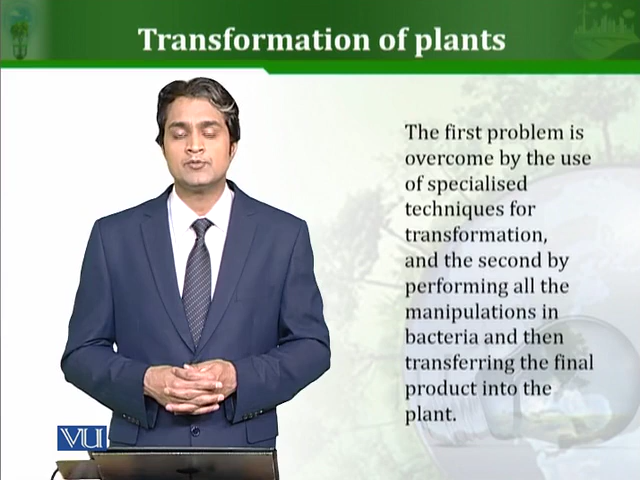 Transformation of plants
The first problem is
overcome by the use
of specialised
techniques for
transformation,
and the second by
performing all the
manipulations in
bacteria and then
transferring the final
product into the
plant.
VU